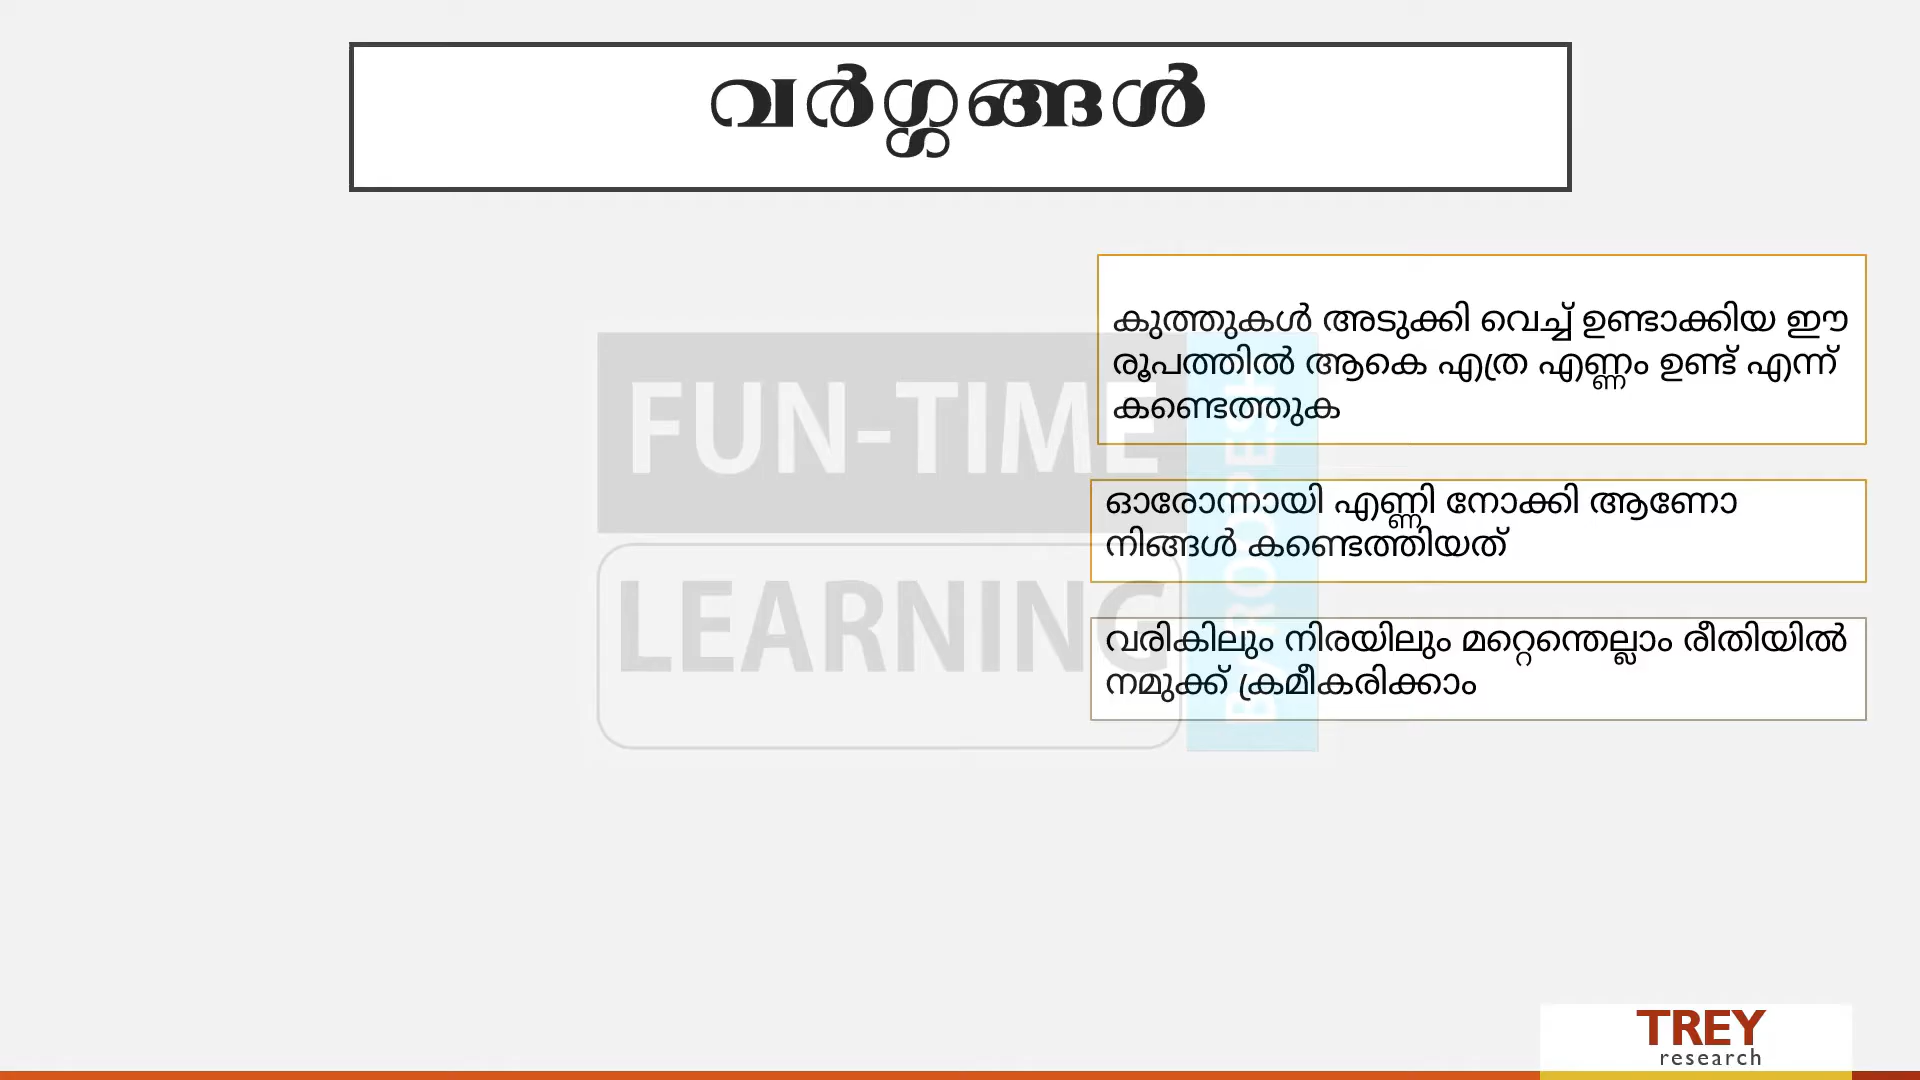 വർഗ്ഗങ്ങൾ
കുത്തുകൾ അടുക്കി വെച്ച് ഉണ്ടാക്കിയ ഈ
രൂപത്തിൽ ആകെ എത്ര എണ്ണം ഉണ്ട് എന്ന്
കണ്ടെത്തുക
ഓരോന്നായി എണ്ണി നോക്കി ആണോ
നിങ്ങൾ കണ്ടെത്തിയത്
വരികിലും നിരയിലും മറ്റെന്തെല്ലാം രീതിയിൽ
നമുക്ക് ക്രമീകരിക്കാം
FUN-TIME
LEARNING
TREY
research